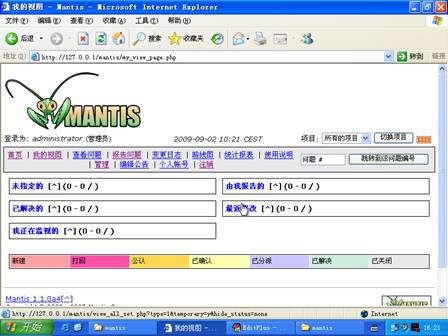 我的视图 - Mantis - Microsoft Internet Explorer
文件(F) 编辑(E) 查看(V) 收藏(A) 工具(T) 帮助(H)
后退 搜索 收藏夹
地址(D) http://127.0.0.1/mantis/my_view_page.php 转到 链接
MANTIS
登录为: administrator (管理员) 2009-09-02 10:21 CEST 项目: 所有的项目 切换项目
首页 | 我的视图 | 查看问题 | 报告问题 | 变更日志 | 路线图 | 统计报表 | 使用说明
| 管理 | 编辑公告 | 个人帐号 | 注销
问题 # 跳转到该问题编号
未指定的 [^] (0 - 0 / ) 由我报告的 [^] (0 - 0 / )
已解决的 [^] (0 - 0 / ) 最近 改 [^] (0 - 0 / )
我正在监视的 [^] (0 - 0 / )
新建 打回 公认 已确认 已分派 已解决 已关闭
Mantis 1.1.0a4[^]
http://127.0.0.1/mantis/view_all_set.php?type=1&temporary=y&hide_status=none Internet
开始 mantis 我的视图 - M... EditPlus - ... mantis 16:21